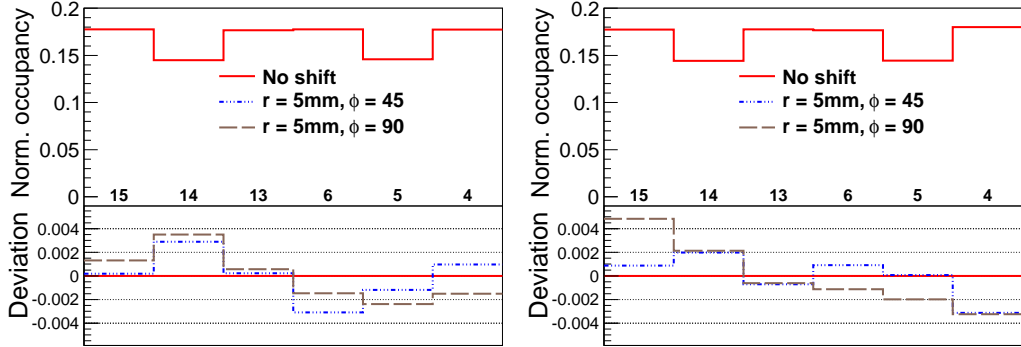 0.2
0.15
0.1
0.05
0
Norm. occupancy
No shift
r = 5mm, ϕ = 45
r = 5mm, ϕ = 90
15 14 13 6 5 4
0.004
0.002
0
-0.002
-0.004
Deviation
0.2
0.15
0.1
0.05
0
Norm. occupancy
No shift
r = 5mm, ϕ = 45
r = 5mm, ϕ = 90
15 14 13 6 5 4
0.004
0.002
0
-0.002
-0.004
Deviation